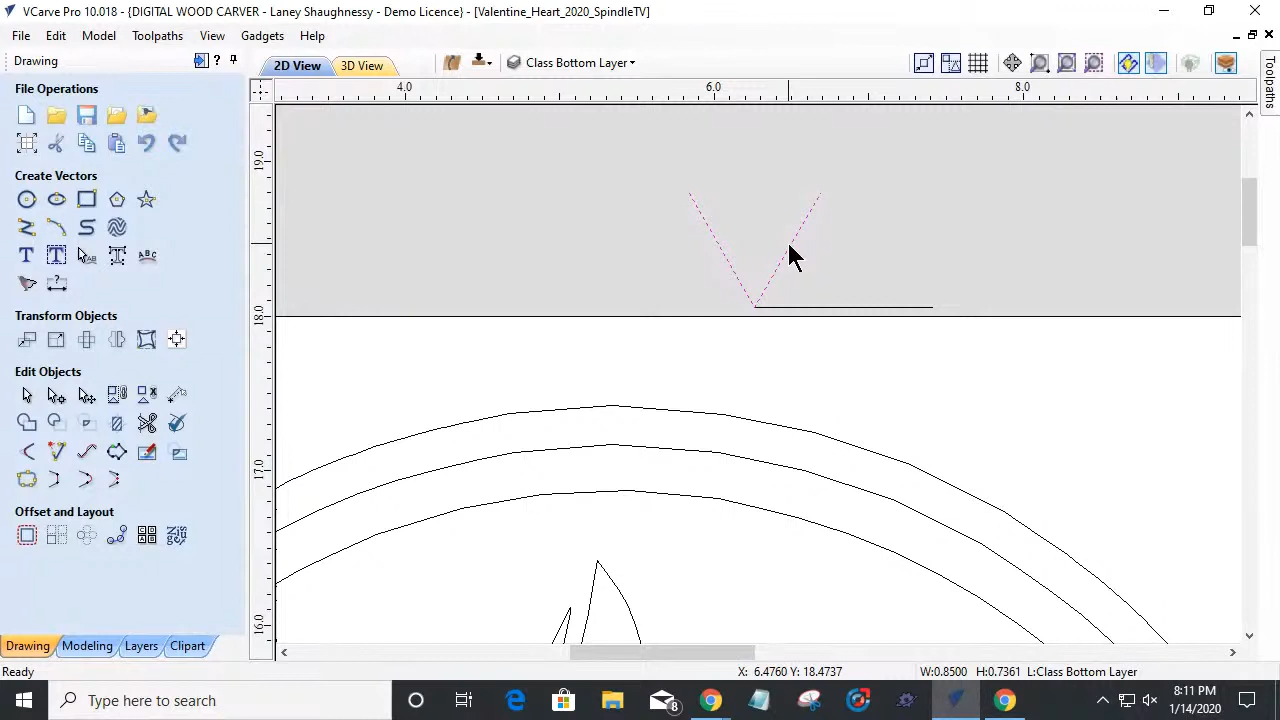 VCarve Pro 10.018 - {DIGITAL WOOD CARVER - Laney Shaughnessy - Demo Licence} - [Valentine_Heart_2020_SpindleTV]
File Edit Model Toolpaths View Gadgets Help
Drawing
2D View 3D View Class Bottom Layer
Toolpaths
File Operations
4.0 6.0 8.0
19.0
18.0
17.0
16.0
Create Vectors
Transform Objects
Edit Objects
Offset and Layout
Drawing Modeling Layers Clipart
Ready X: 6.4760 Y: 18.4737 W:0.8500 H:0.7361 L:Class Bottom Layer
Type here to search
8
8:11 PM
1/14/2020